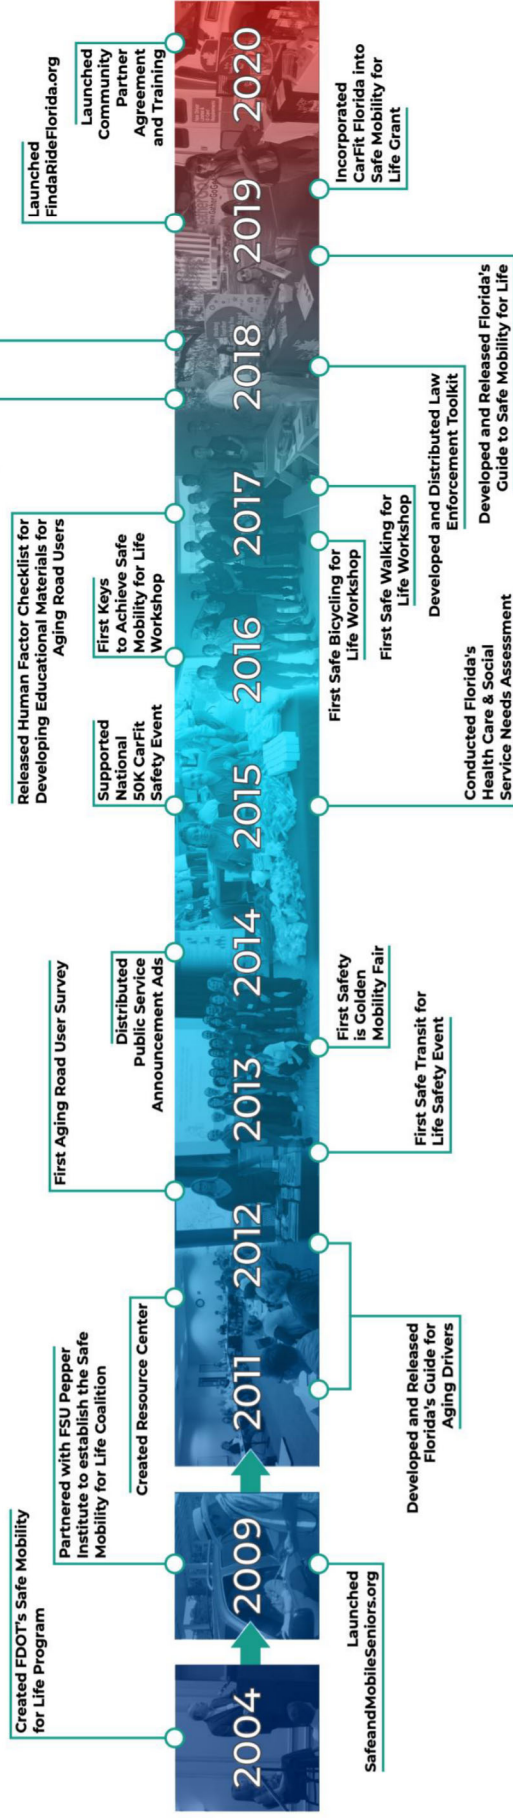 Created FDOT's Safe Mobility
for Life Program
Partnered with FSU Pepper
Institute to establish the Safe
Mobility for Life Coalition
Created Resource Center
First Aging Road User Survey
Distributed
Public Service
Announcement Ads
Supported
National
50K CarFit
Safety Event
Released Human Factor Checklist for
Developing Educational Materials for
Aging Road Users
First Keys
to Achieve Safe
Mobility for Life
Workshop
Launched
FindaRideFlorida.org
Launched
Community
Partner
Agreement
and Training
2004
2009
2011
2012
2013
2014
2015
2016
2017
2018
2019
2020
Launched
SafeandMobileSeniors.org
Developed and Released
Florida's Guide for
Aging Drivers
First Safe Transit for
Life Safety Event
First Safety
is Golden
Mobility Fair
Conducted Florida's
Health Care & Social
Service Needs Assessment
First Safe Bicycling for
Life Workshop
First Safe Walking for
Life Workshop
Developed and Distributed Law
Enforcement Toolkit
Developed and Released Florida's
Guide to Safe Mobility for Life
Incorporated
CarFit Florida into
Safe Mobility for
Life Grant